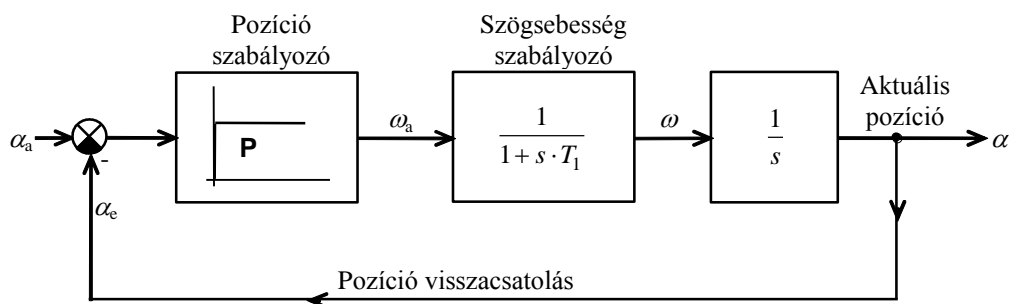 Pozíció
szabályozó
Szögsebesség
szabályozó
Aktuális
pozíció
αa
-
P
ωa
1
1 + s · T1
ω
1
s
α
αe
Pozíció visszacsatolás